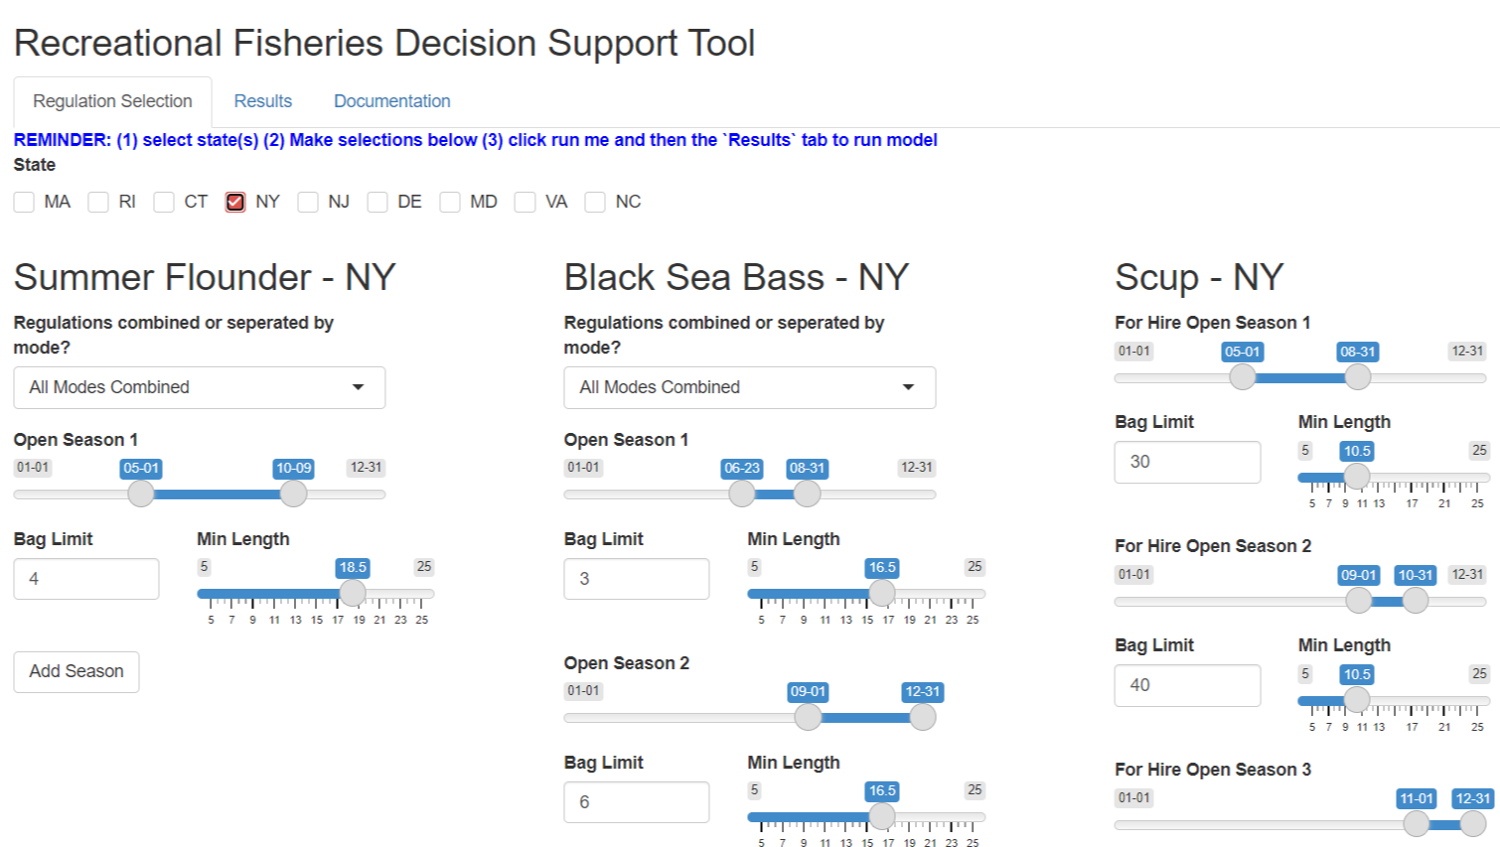 Recreational Fisheries Decision Support Tool
Regulation Selection Results Documentation
REMINDER: (1) select state(s) (2) Make selections below (3) click run me and then the `Results` tab to run model
State
MA RI CT NY NJ DE MD VA NC
Summer Flounder - NY
Regulations combined or seperated by
mode?
All Modes Combined
Open Season 1
01-01 05-01 10-09 12-31
Bag Limit Min Length
4
5 18.5 25
5 7 9 11 13 15 17 19 21 23 25
Add Season
Black Sea Bass - NY
Regulations combined or seperated by
mode?
All Modes Combined
Open Season 1
01-01 06-23 08-31 12-31
Bag Limit Min Length
3
5 16.5 25
5 7 9 11 13 15 17 19 21 23 25
Open Season 2
01-01 09-01 12-31
Bag Limit Min Length
6
5 16.5 25
5 7 9 11 13 15 17 19 21 23 25
Scup - NY
For Hire Open Season 1
01-01 05-01 08-31 12-31
Bag Limit Min Length
30
5 10.5 25
5 7 9 11 13 17 21 25
For Hire Open Season 2
01-01 09-01 10-31 12-31
Bag Limit Min Length
40
5 10.5 25
5 7 9 11 13 17 21 25
For Hire Open Season 3
01-01 11-01 12-31